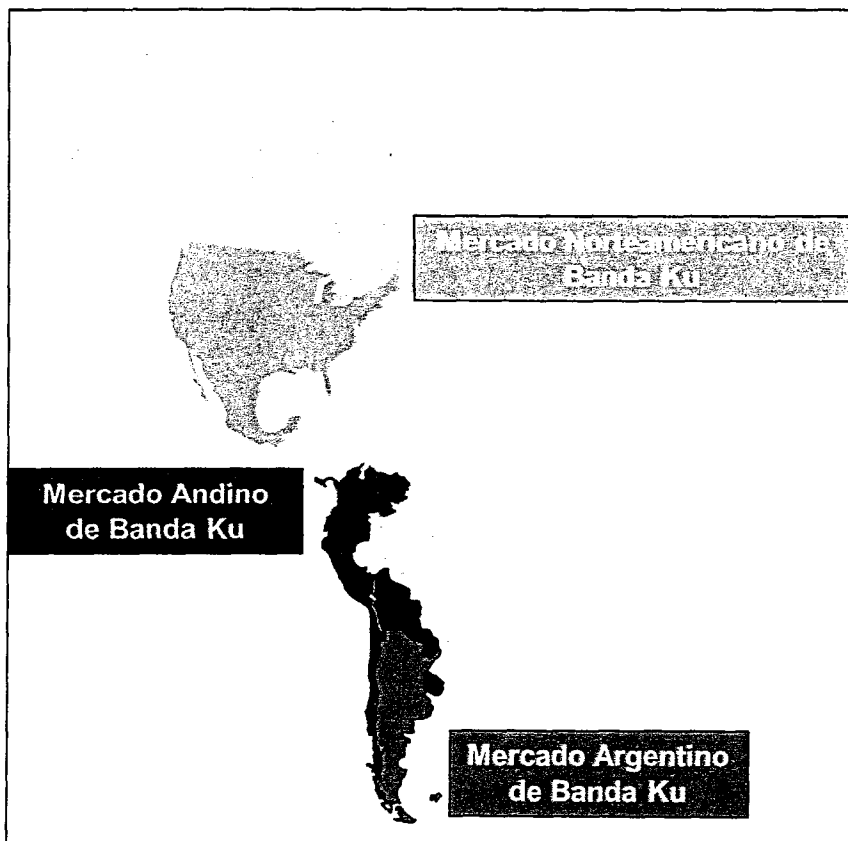 Mercado Norteamericano de
Banda Ku
Mercado Andino
de Banda Ku
Mercado Argentino
de Banda Ku